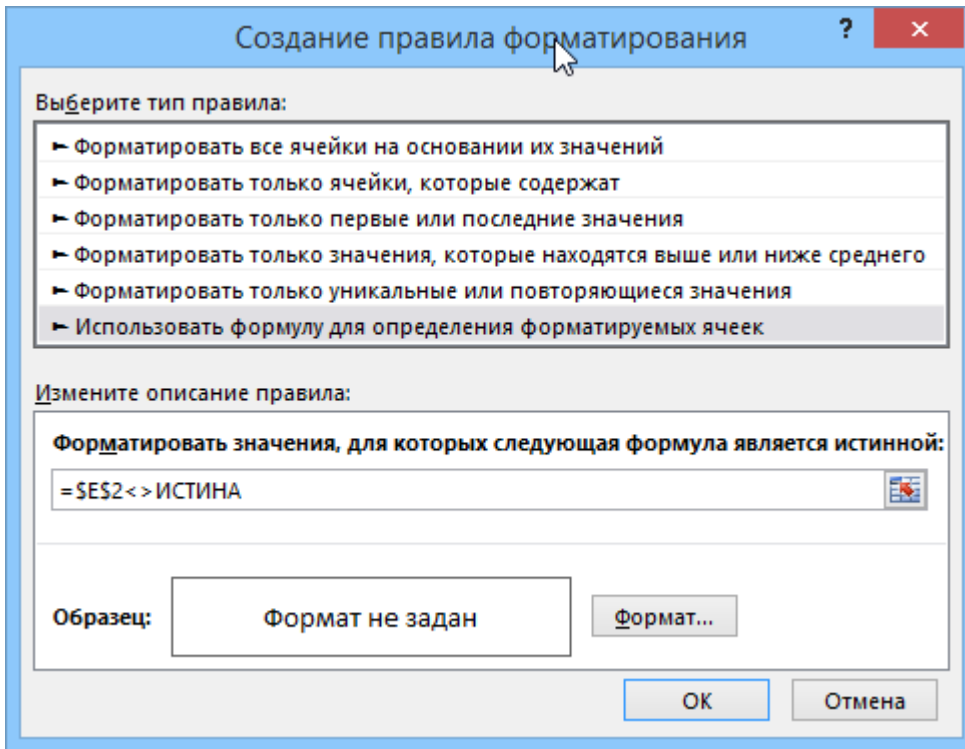 Создание правила форматирования
?
Выберите тип правила:
► Форматировать все ячейки на основании их значений
► Форматировать только ячейки, которые содержат
► Форматировать только первые или последние значения
► Форматировать только значения, которые находятся выше или ниже среднего
► Форматировать только уникальные или повторяющиеся значения
► Использовать формулу для определения форматируемых ячеек
Измените описание правила:
Форматировать значения, для которых следующая формула является истинной:
=$E$2<>ИСТИНА
Образец:
Формат не задан
Формат...
ОК
Отмена